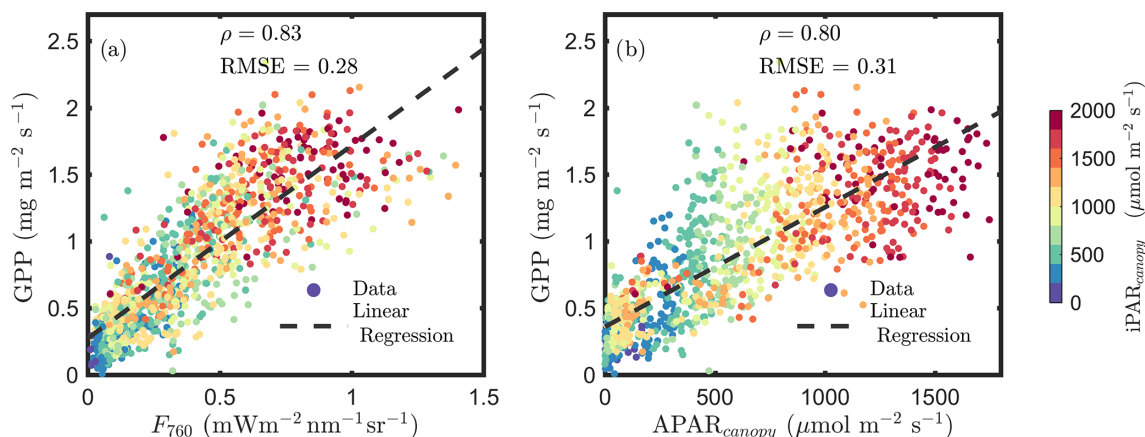 (a)
ρ = 0.83
RMSE = 0.28
GPP (mg m⁻² s⁻¹)
2.5
2
1.5
1
0.5
0
Data
Linear
Regression
0 0.5 1 1.5
F₇₆₀ (mWm⁻² nm⁻¹sr⁻¹)
(b)
ρ = 0.80
RMSE = 0.31
GPP (mg m⁻² s⁻¹)
2.5
2
1.5
1
0.5
0
Data
Linear
Regression
0 500 1000 1500
APAR_canopy (μmol m⁻² s⁻¹)
2000
1500
1000
500
0
iPAR_canopy (μmol m⁻² s⁻¹)